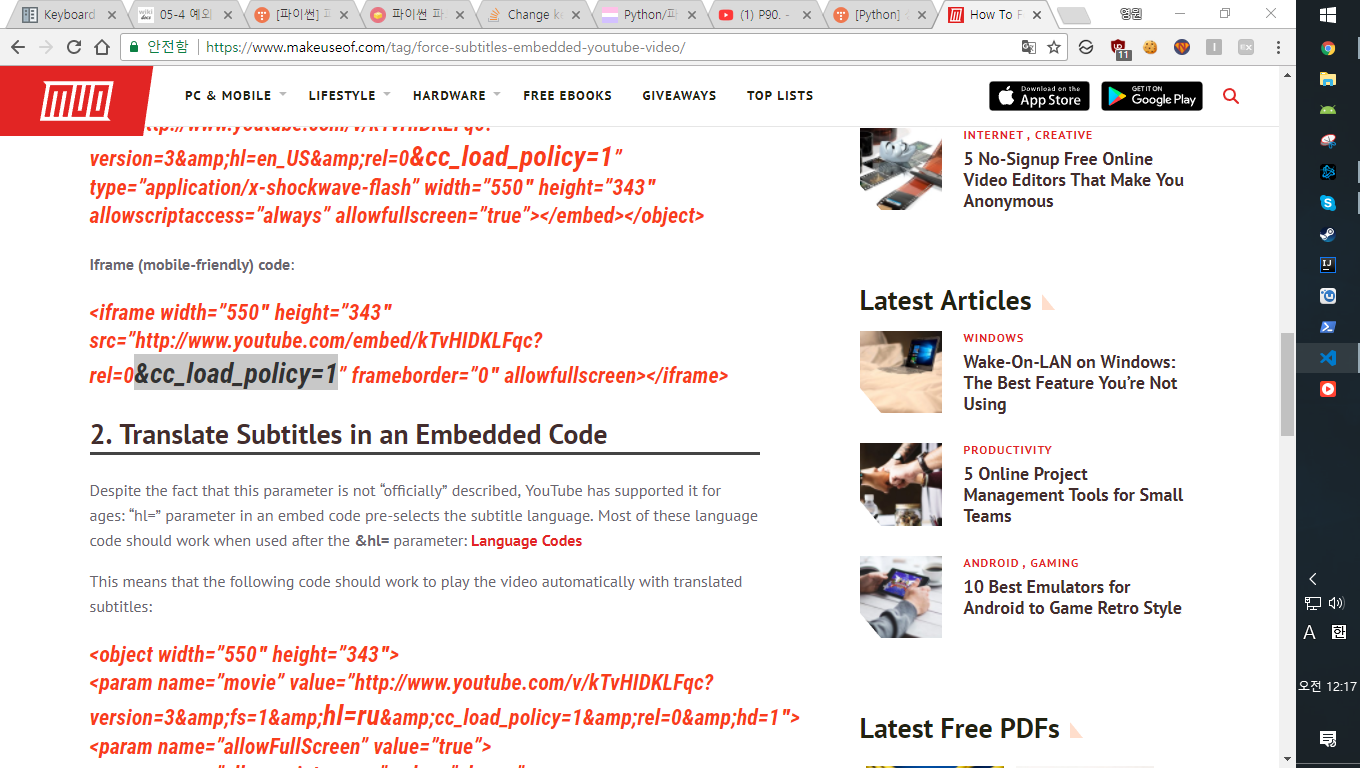 Keyboard
05-4 예외
[파이썬] 파
파이썬 파
Change k
Python/파
(1) P90. -
[Python]
How To F
영원
안전함
https://www.makeuseof.com/tag/force-subtitles-embedded-youtube-video/
11
MUO
PC & MOBILE
LIFESTYLE
HARDWARE
FREE EBOOKS
GIVEAWAYS
TOP LISTS
Download on the App Store
GET IT ON Google Play
version=3&amp;hl=en_US&amp;rel=0&cc_load_policy=1”
type=”application/x-shockwave-flash” width=”550″ height=”343″
allowscriptaccess=”always” allowfullscreen=”true”></embed></object>
Iframe (mobile-friendly) code:
<iframe width=”550″ height=”343″
src=”http://www.youtube.com/embed/kTvHIDKLFqc?
rel=0&cc_load_policy=1” frameborder=”0″ allowfullscreen></iframe>
2. Translate Subtitles in an Embedded Code
Despite the fact that this parameter is not “officially” described, YouTube has supported it for
ages: “hl=” parameter in an embed code pre-selects the subtitle language. Most of these language
code should work when used after the &hl= parameter: Language Codes
This means that the following code should work to play the video automatically with translated
subtitles:
<object width=”550″ height=”343″>
<param name=”movie” value=”http://www.youtube.com/v/kTvHIDKLFqc?
version=3&amp;fs=1&amp;hl=ru&amp;cc_load_policy=1&amp;rel=0&amp;hd=1″>
<param name=”allowFullScreen” value=”true”>
INTERNET , CREATIVE
5 No-Signup Free Online
Video Editors That Make You
Anonymous
Latest Articles
WINDOWS
Wake-On-LAN on Windows:
The Best Feature You’re Not
Using
PRODUCTIVITY
5 Online Project
Management Tools for Small
Teams
ANDROID , GAMING
10 Best Emulators for
Android to Game Retro Style
Latest Free PDFs
A 한
오전 12:17